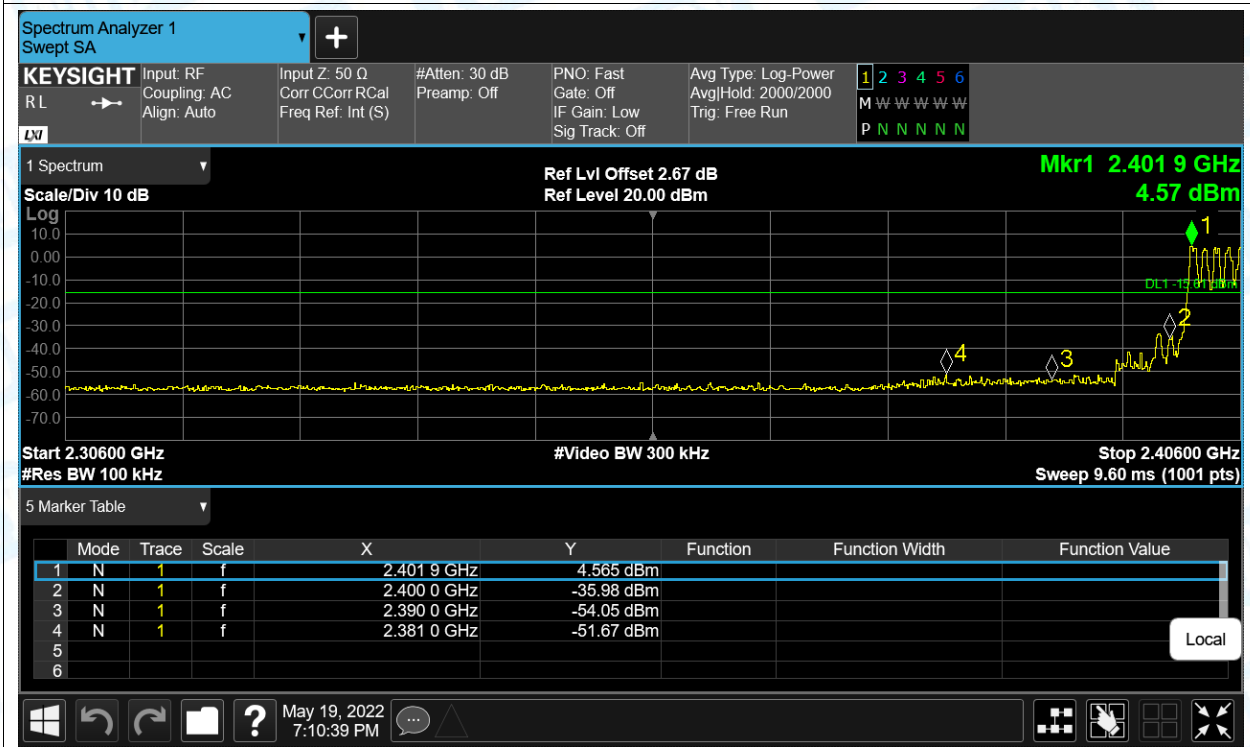 Spectrum Analyzer 1
Swept SA
KEYSIGHT Input: RF Input Z: 50 Ω #Atten: 30 dB PNO: Fast Avg Type: Log-Power 1 2 3 4 5 6
RL Coupling: AC Corr CCorr RCal Preamp: Off Gate: Off Avg|Hold: 2000/2000 M W W W W W
Align: Auto Freq Ref: Int (S) IF Gain: Low Trig: Free Run
LXI Sig Track: Off P N N N N N
1 Spectrum Ref Lvl Offset 2.67 dB Mkr1 2.401 9 GHz
Scale/Div 10 dB Ref Level 20.00 dBm 4.57 dBm
Log
10.0 1
0.00
-10.0
DL1 -15.61 dBm
-20.0
-30.0 2
-40.0
4 3
-50.0
-60.0
-70.0
Start 2.30600 GHz #Video BW 300 kHz Stop 2.40600 GHz
#Res BW 100 kHz Sweep 9.60 ms (1001 pts)
5 Marker Table
Mode Trace Scale X Y Function Function Width Function Value
1 N 1 f 2.401 9 GHz 4.565 dBm
2 N 1 f 2.400 0 GHz -35.98 dBm
3 N 1 f 2.390 0 GHz -54.05 dBm
4 N 1 f 2.381 0 GHz -51.67 dBm
5
6
Local
? May 19, 2022
7:10:39 PM